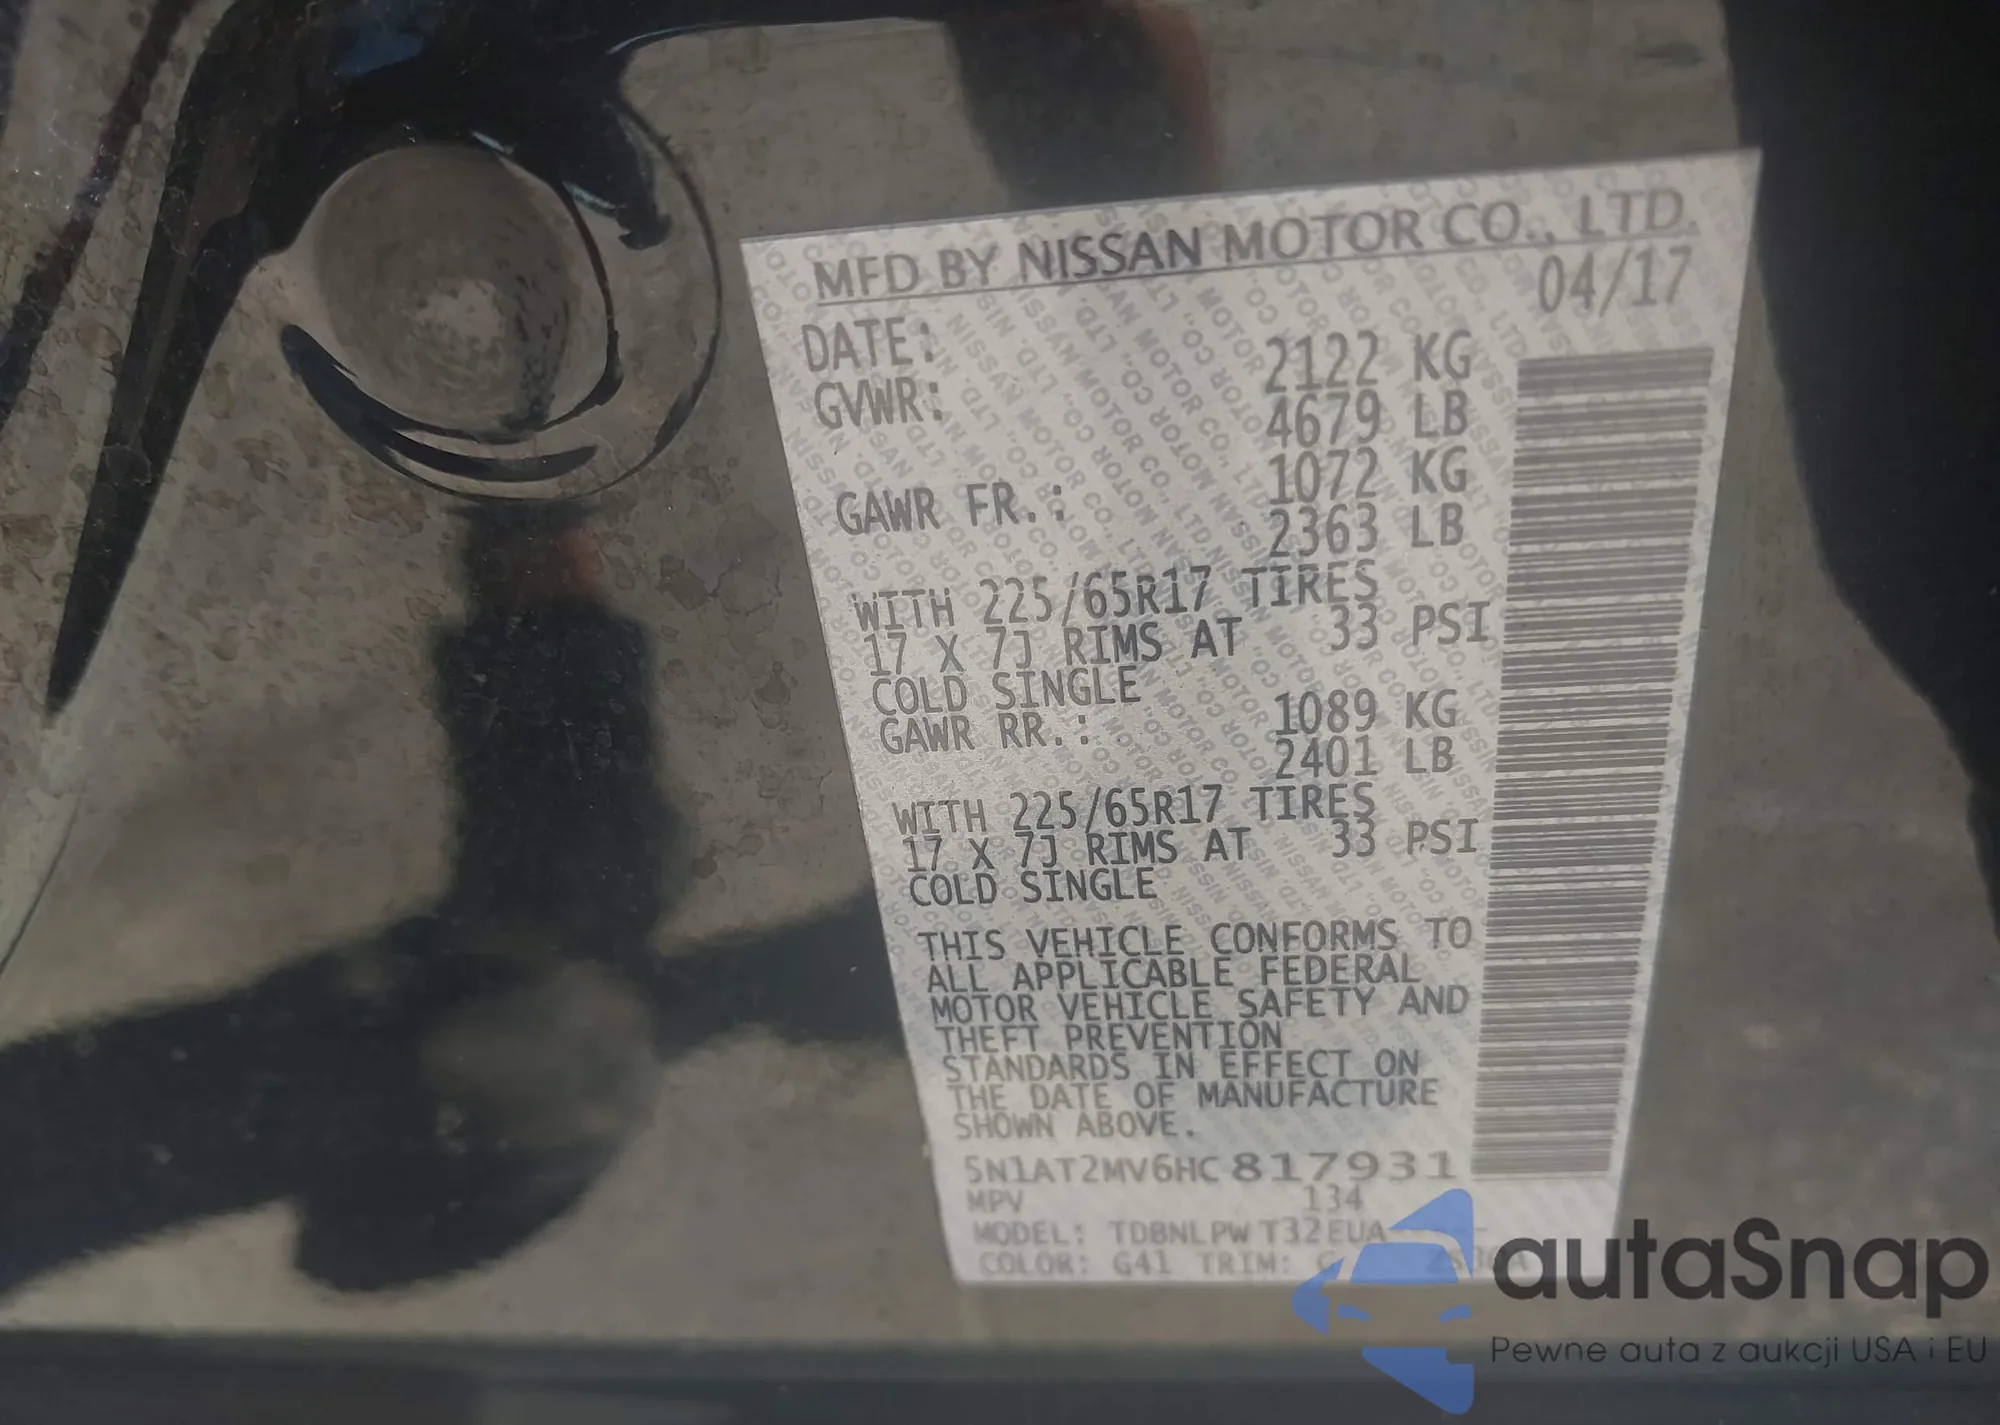 MFD BY NISSAN MOTOR CO., LTD.
DATE: 04/17
GVWR: 2122 KG
4679 LB
GAWR FR.: 1072 KG
2363 LB
WITH 225/65R17 TIRES
17 X 7J RIMS AT 33 PSI
COLD SINGLE
GAWR RR.: 1089 KG
2401 LB
WITH 225/65R17 TIRES
17 X 7J RIMS AT 33 PSI
COLD SINGLE
THIS VEHICLE CONFORMS TO
ALL APPLICABLE FEDERAL
MOTOR VEHICLE SAFETY AND
THEFT PREVENTION
STANDARDS IN EFFECT ON
THE DATE OF MANUFACTURE
SHOWN ABOVE.
5N1AT2MV6HC817931
MPV 134
MODEL: TDBNLPW T32EUA
COLOR: G41 TRIM: G
autaSnap
Pewne auta z aukcji USA i EU